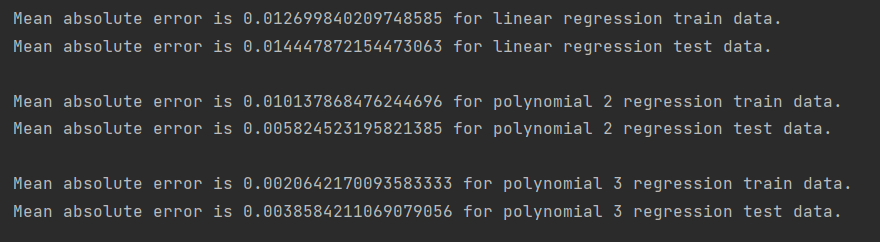 Mean absolute error is 0.012699840209748585 for linear regression train data.
Mean absolute error is 0.014447872154473063 for linear regression test data.
Mean absolute error is 0.010137868476244696 for polynomial 2 regression train data.
Mean absolute error is 0.005824523195821385 for polynomial 2 regression test data.
Mean absolute error is 0.0020642170093583333 for polynomial 3 regression train data.
Mean absolute error is 0.0038584211069079056 for polynomial 3 regression test data.